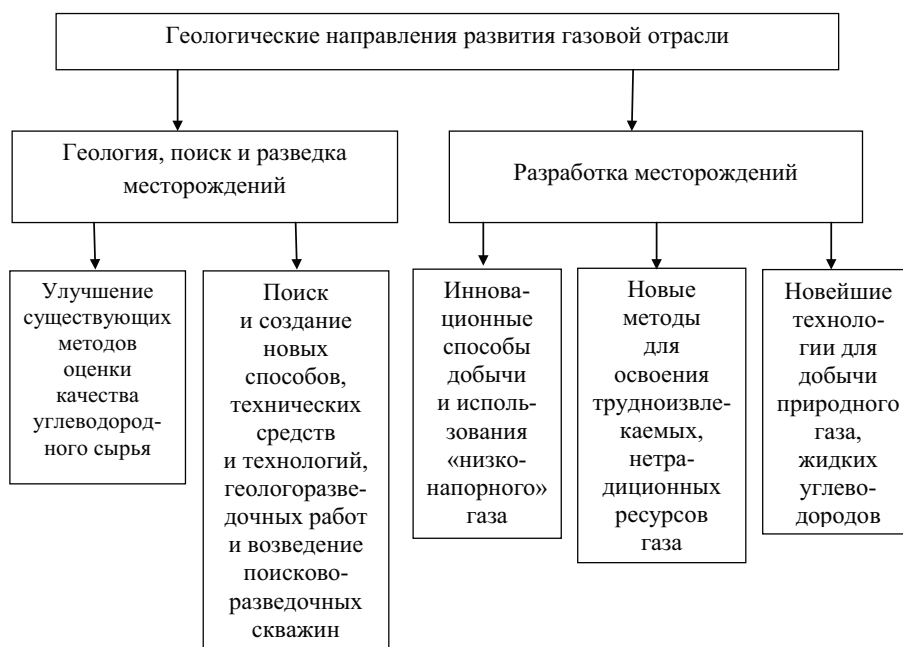 Геологические направления развития газовой отрасли
Геология, поиск и разведка
месторождений
Разработка месторождений
Улучшение
существующих
методов
оценки
качества
углеводород-
ного сырья
Поиск
и создание
новых
способов,
технических
средств
и технологий,
геологоразве-
дочных работ
и возведение
поисково-
разведочных
скважин
Иннова-
ционные
способы
добычи
и исполь-
зования
«низко-
напорного»
газа
Новые
методы
для
освоения
трудноизвле-
каемых,
нетра-
диционных
ресурсов
газа
Новейшие
техноло-
гии для
добычи
природного
газа,
жидких
углево-
дородов